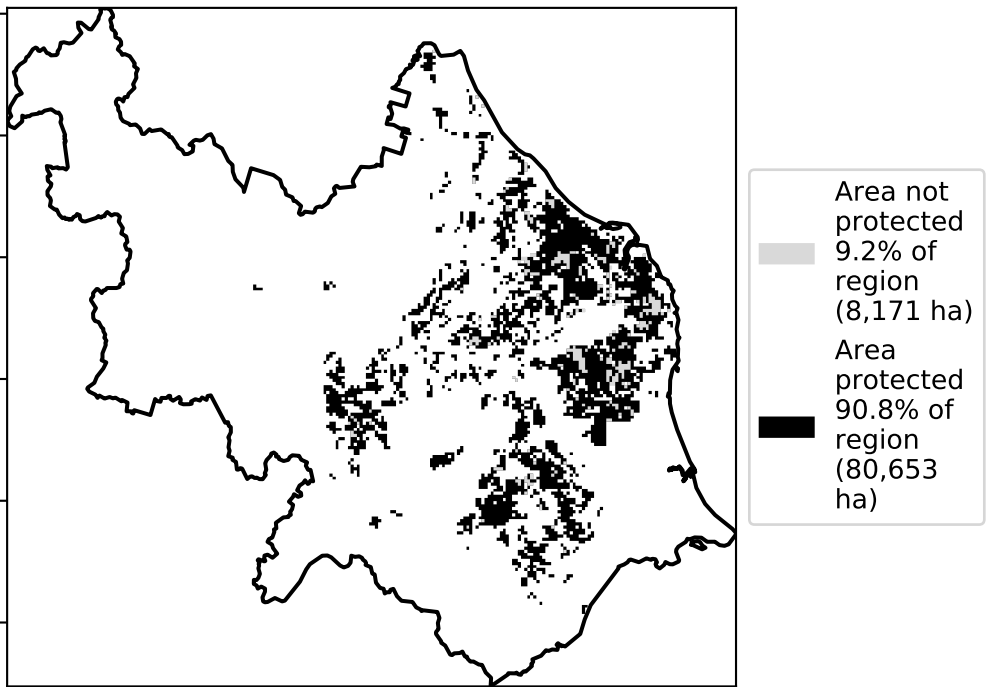 Area not
protected
9.2% of
region
(8,171 ha)
Area
protected
90.8% of
region
(80,653
ha)